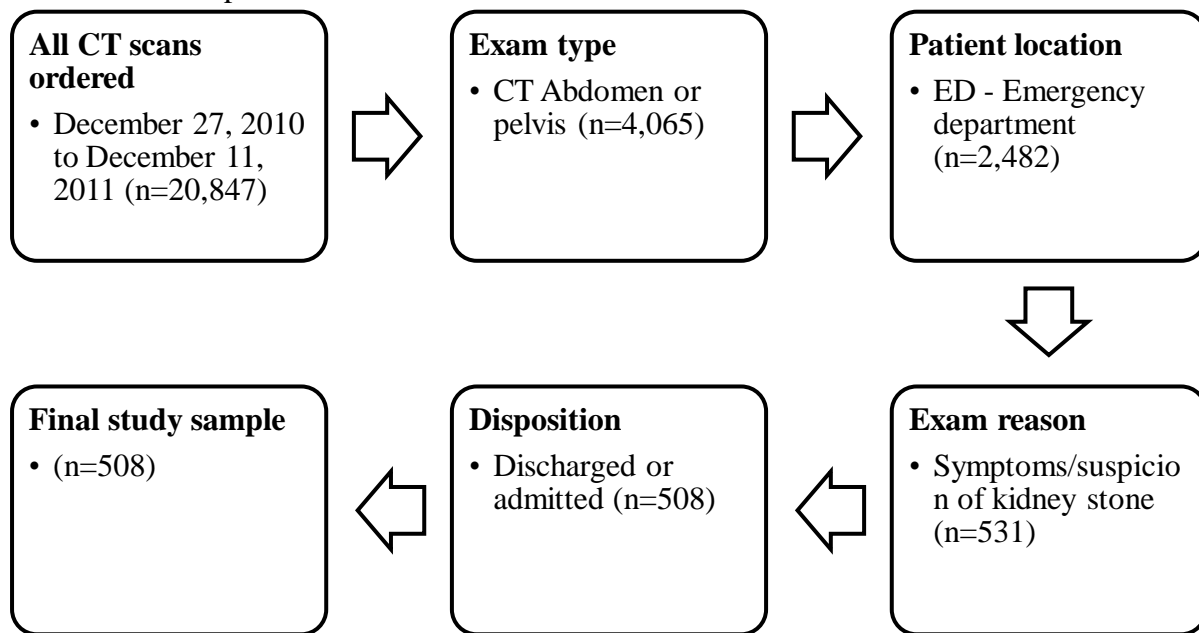 All CT scans
ordered
• December 27, 2010
to December 11,
2011 (n=20,847)
Exam type
• CT Abdomen or
pelvis (n=4,065)
Patient location
• ED - Emergency
department
(n=2,482)
Exam reason
• Symptoms/suspicio
n of kidney stone
(n=531)
Disposition
• Discharged or
admitted (n=508)
Final study sample
• (n=508)